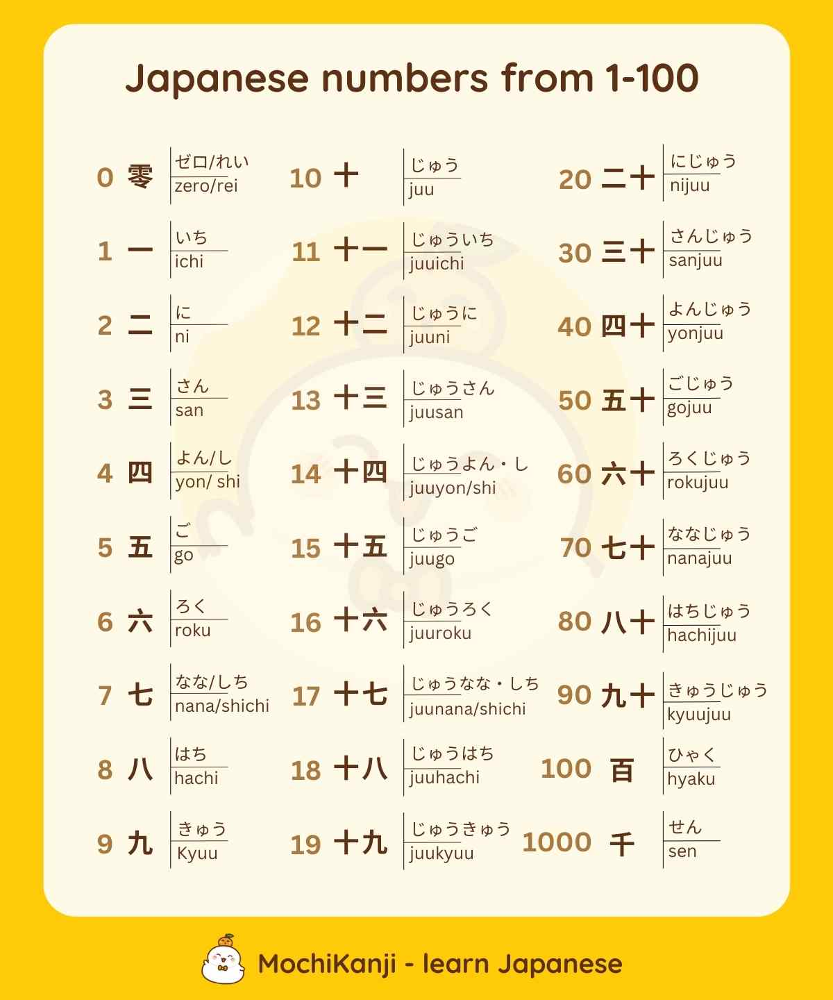 Japanese numbers from 1-100
0 零 ゼロ/れい
zero/rei
1 一 いち
ichi
2 二 に
ni
3 三 さん
san
4 四 よん/し
yon/ shi
5 五 ご
go
6 六 ろく
roku
7 七 なな/しち
nana/shichi
8 八 はち
hachi
9 九 きゅう
Kyuu
10 十 じゅう
juu
11 十一 じゅういち
juuichi
12 十二 じゅうに
juuni
13 十三 じゅうさん
juusan
14 十四 じゅうよん・し
juuyon/shi
15 十五 じゅうご
juugo
16 十六 じゅうろく
juuroku
17 十七 じゅうなな・しち
juunana/shichi
18 十八 じゅうはち
juuhachi
19 十九 じゅうきゅう
juukyuu
20 二十 にじゅう
nijuu
30 三十 さんじゅう
sanjuu
40 四十 よんじゅう
yonjuu
50 五十 ごじゅう
gojuu
60 六十 ろくじゅう
rokujuu
70 七十 ななじゅう
nanajuu
80 八十 はちじゅう
hachijuu
90 九十 きゅうじゅう
kyuujuu
100 百 ひゃく
hyaku
1000 千 せん
sen
MochiKanji - learn Japanese